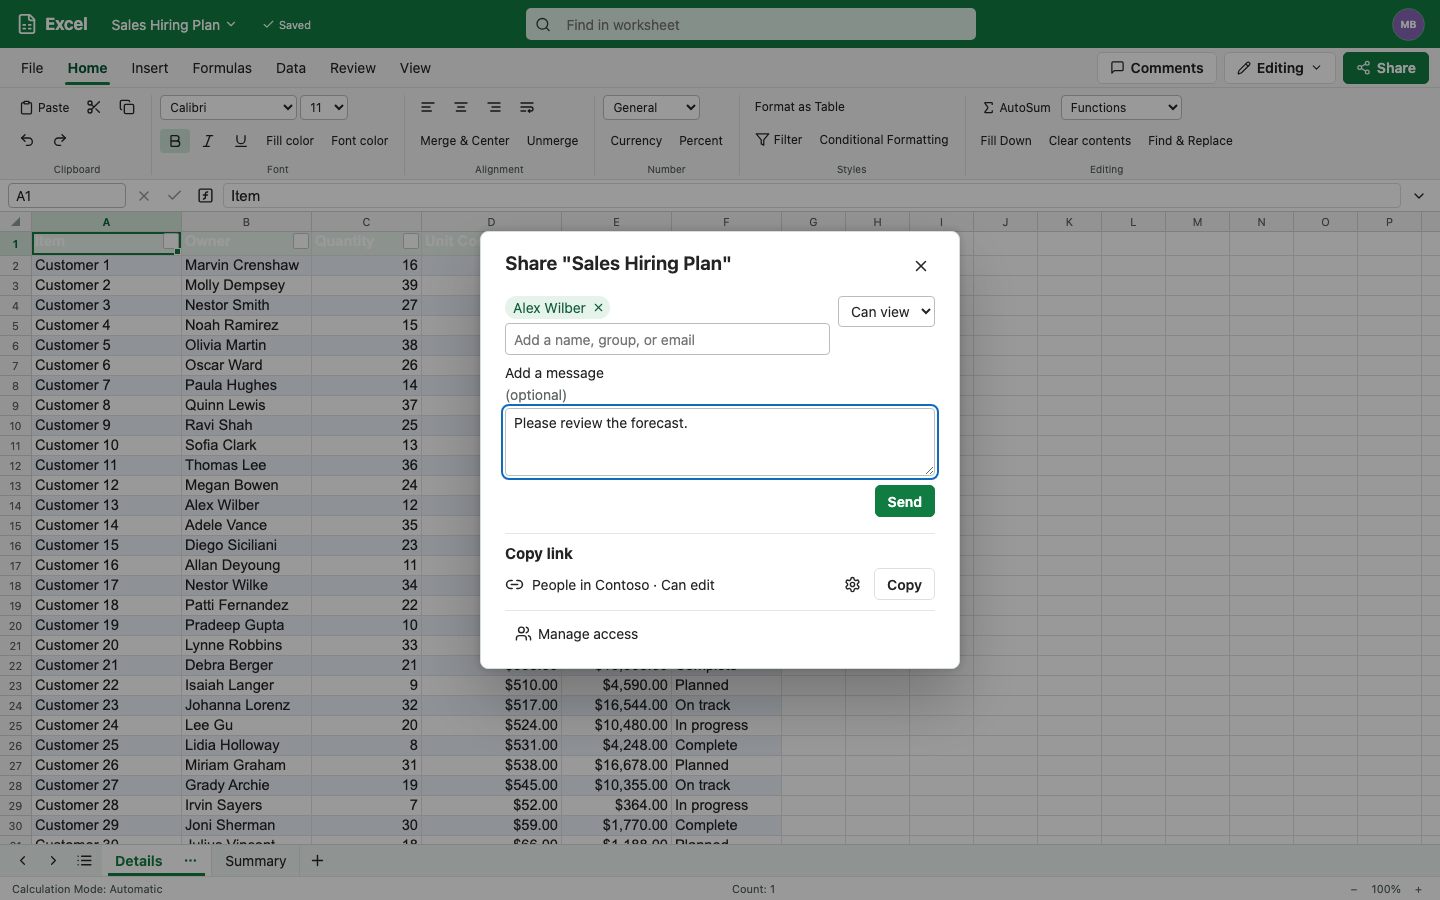 Excel
Sales Hiring Plan
Saved
Find in worksheet
MB
File Home Insert Formulas Data Review View
Comments Editing Share
Paste Calibri 11 General Format as Table AutoSum Functions
B I U Fill color Font color Merge & Center Unmerge Currency Percent Filter Conditional Formatting Fill Down Clear contents Find & Replace
Clipboard Font Alignment Number Styles Editing
A1 Item
A B C D E F G H I J K L M N O P
1 Item Owner Quantity
2 Customer 1 Marvin Crenshaw 16
3 Customer 2 Molly Dempsey 39
4 Customer 3 Nestor Smith 27
5 Customer 4 Noah Ramirez 15
6 Customer 5 Olivia Martin 38
7 Customer 6 Oscar Ward 26
8 Customer 7 Paula Hughes 14
9 Customer 8 Quinn Lewis 37
10 Customer 9 Ravi Shah 25
11 Customer 10 Sofia Clark 13
12 Customer 11 Thomas Lee 36
13 Customer 12 Megan Bowen 24
14 Customer 13 Alex Wilber 12
15 Customer 14 Adele Vance 35
16 Customer 15 Diego Siciliani 23
17 Customer 16 Allan Deyoung 11
18 Customer 17 Nestor Wilke 34
19 Customer 18 Patti Fernandez 22
20 Customer 19 Pradeep Gupta 10
21 Customer 20 Lynne Robbins 33
22 Customer 21 Debra Berger 21
23 Customer 22 Isaiah Langer 9 $510.00 $4,590.00 Planned
24 Customer 23 Johanna Lorenz 32 $517.00 $16,544.00 On track
25 Customer 24 Lee Gu 20 $524.00 $10,480.00 In progress
26 Customer 25 Lidia Holloway 8 $531.00 $4,248.00 Complete
27 Customer 26 Miriam Graham 31 $538.00 $16,678.00 Planned
28 Customer 27 Grady Archie 19 $545.00 $10,355.00 On track
29 Customer 28 Irvin Sayers 7 $52.00 $364.00 In progress
30 Customer 29 Joni Sherman 30 $59.00 $1,770.00 Complete
Share "Sales Hiring Plan"
Alex Wilber
Can view
Add a name, group, or email
Add a message
(optional)
Please review the forecast.
Send
Copy link
People in Contoso · Can edit
Copy
Manage access
Details ··· Summary
Calculation Mode: Automatic Count: 1 − 100% +